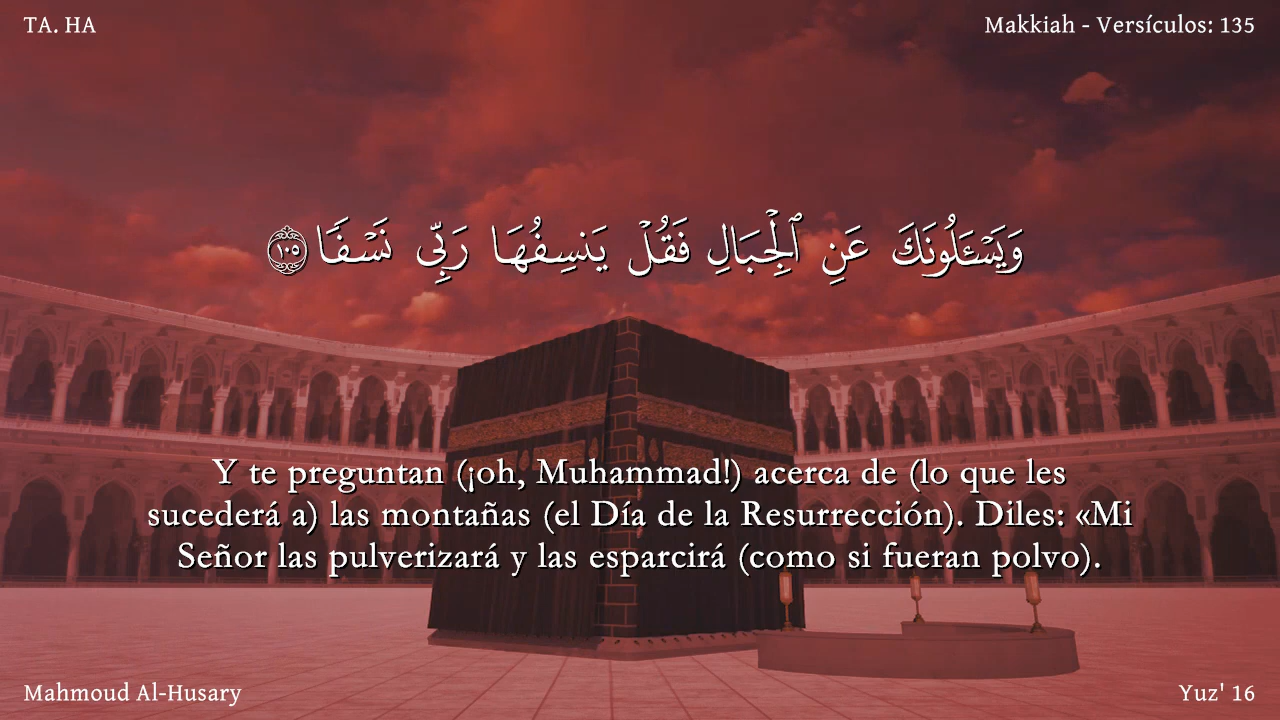 TA. HA
Makkiah - Versículos: 135
وَيَسْـَٔلُونَكَ عَنِ ٱلْجِبَالِ فَقُلْ يَنسِفُهَا رَبِّى نَسْفًا ١٠٥
Y te preguntan (¡oh, Muhammad!) acerca de (lo que les
sucederá a) las montañas (el Día de la Resurrección). Diles: «Mi
Señor las pulverizará y las esparcirá (como si fueran polvo).
Mahmoud Al-Husary
Yuz' 16